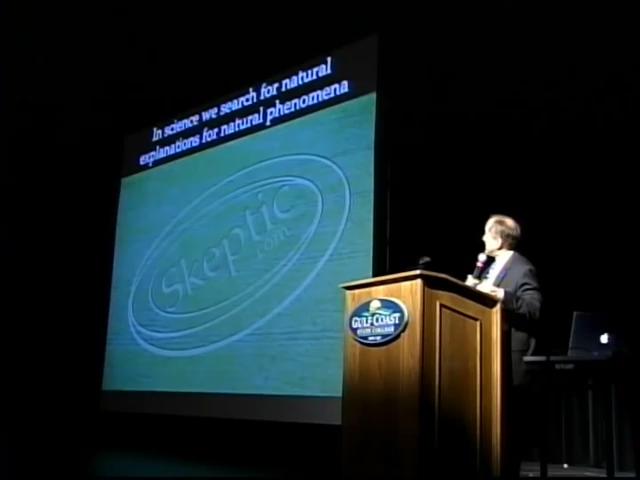 In science we search for natural
explanations for natural phenomena
Skeptic
.com
GULF COAST
STATE COLLEGE